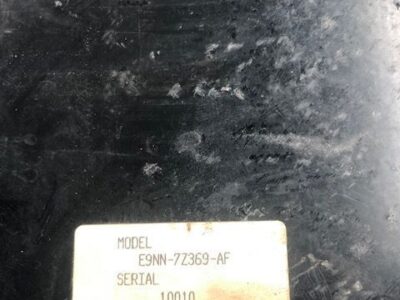 MODEL
E9NN-7Z369-AF
SERIAL
10010